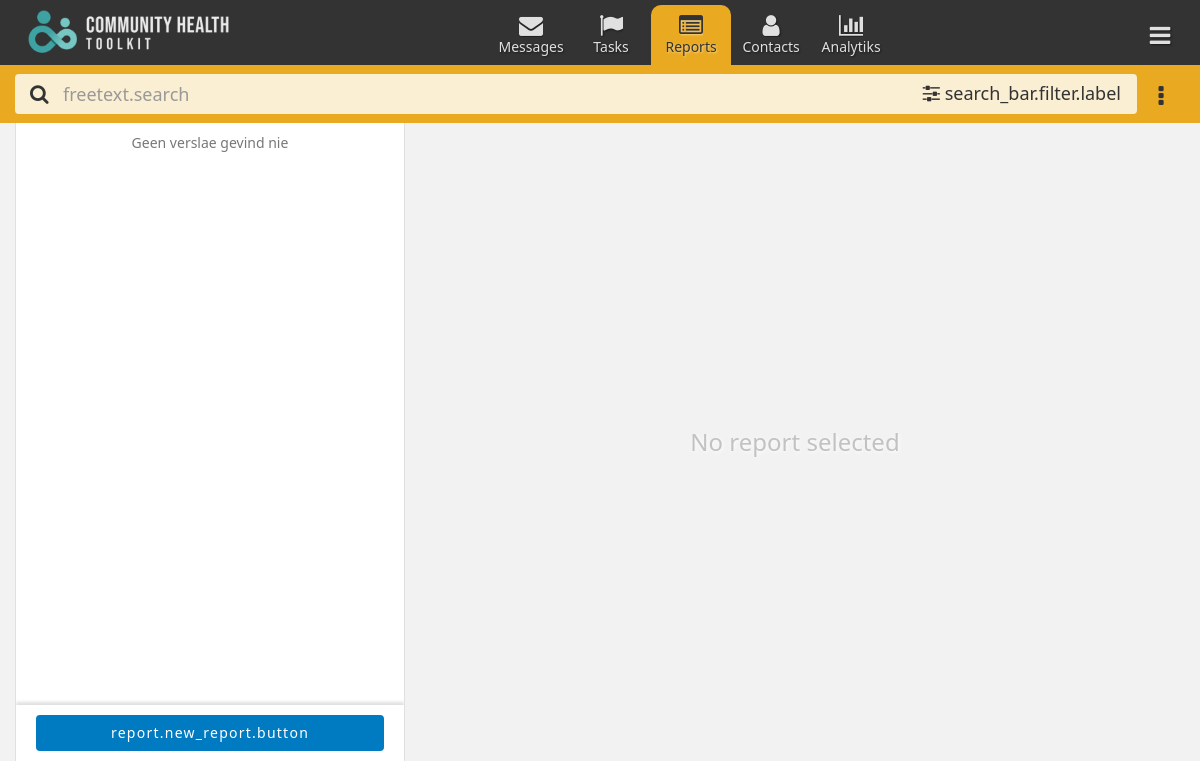 COMMUNITY HEALTH
TOOLKIT
Messages
Tasks
Reports
Contacts
Analytiks
freetext.search
search_bar.filter.label
Geen verslae gevind nie
No report selected
report.new_report.button